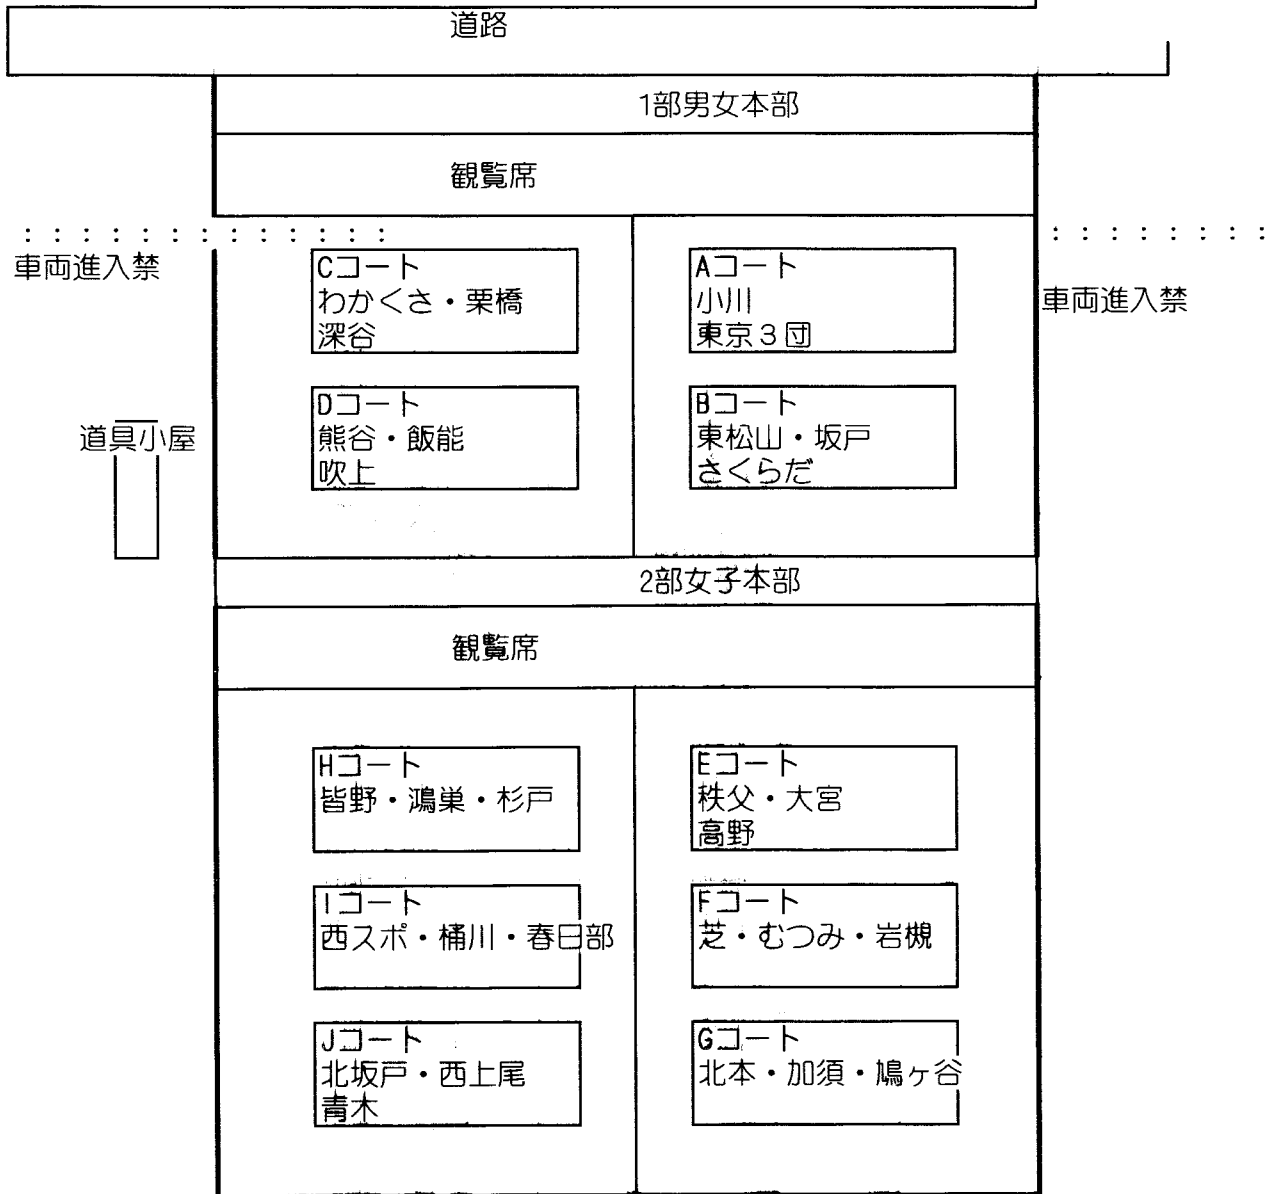 道路
1部男女本部
観覧席
：：：：：：：：：：：：：
：：：：：：：：
車両進入禁
車両進入禁
Cコート
わかくさ・栗橋
深谷
Aコート
小川
東京３団
道具小屋
Dコート
熊谷・飯能
吹上
Bコート
東松山・坂戸
さくらだ
2部女子本部
観覧席
Hコート
皆野・鴻巣・杉戸
Eコート
秩父・大宮
高野
Iコート
西スポ・桶川・春日部
Fコート
芝・むつみ・岩槻
Jコート
北坂戸・西上尾
青木
Gコート
北本・加須・鳩ヶ谷